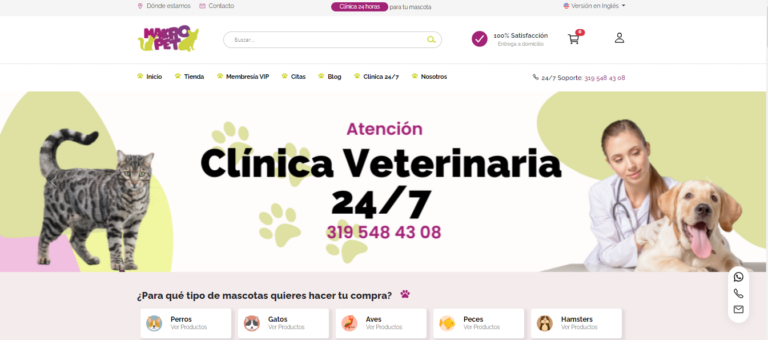 Dónde estamos
Contacto
Clínica 24 horas para tu mascota
Versión en Inglés
MACRO PET
Buscar...
100% Satisfacción
Entrega a domicilio
0
Inicio
Tienda
Membresía VIP
Citas
Blog
Clínica 24/7
Nosotros
24/7 Soporte: 319 548 43 08
Atención
Clínica Veterinaria
24/7
319 548 43 08
¿Para qué tipo de mascotas quieres hacer tu compra?
Perros
Ver Productos
Gatos
Ver Productos
Aves
Ver Productos
Peces
Ver Productos
Hamsters
Ver Productos